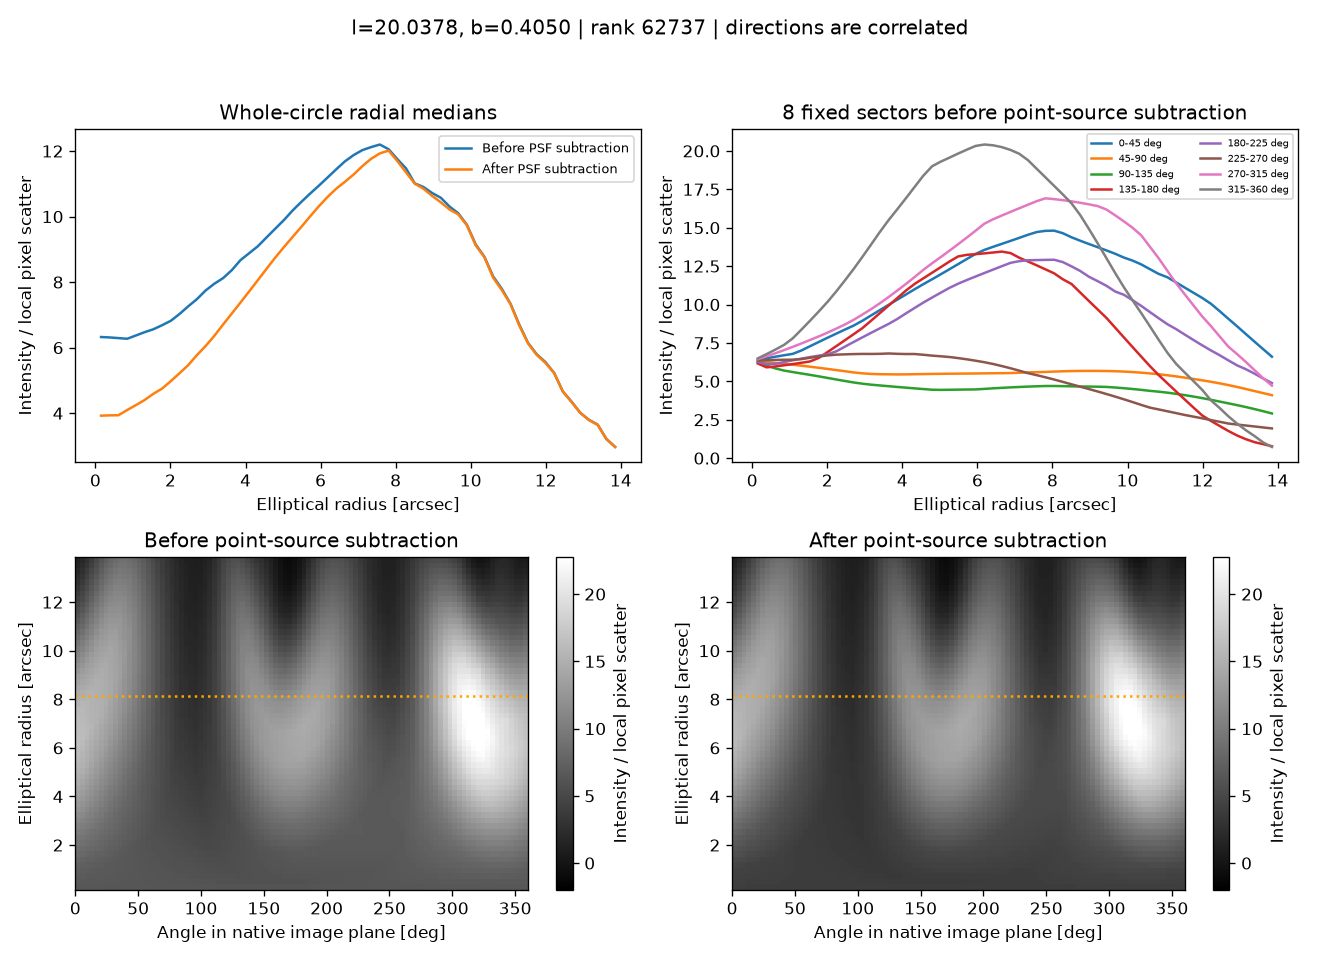 l=20.0378, b=0.4050 | rank 62737 | directions are correlated
Whole-circle radial medians
Intensity / local pixel scatter
12
10
8
6
4
Before PSF subtraction
After PSF subtraction
0 2 4 6 8 10 12 14
Elliptical radius [arcsec]
8 fixed sectors before point-source subtraction
Intensity / local pixel scatter
20.0
17.5
15.0
12.5
10.0
7.5
5.0
2.5
0.0
0-45 deg
45-90 deg
90-135 deg
135-180 deg
180-225 deg
225-270 deg
270-315 deg
315-360 deg
0 2 4 6 8 10 12 14
Elliptical radius [arcsec]
Before point-source subtraction
Elliptical radius [arcsec]
12
10
8
6
4
2
0 50 100 150 200 250 300 350
Angle in native image plane [deg]
20
15
10
5
0
Intensity / local pixel scatter
After point-source subtraction
Elliptical radius [arcsec]
12
10
8
6
4
2
0 50 100 150 200 250 300 350
Angle in native image plane [deg]
20
15
10
5
0
Intensity / local pixel scatter